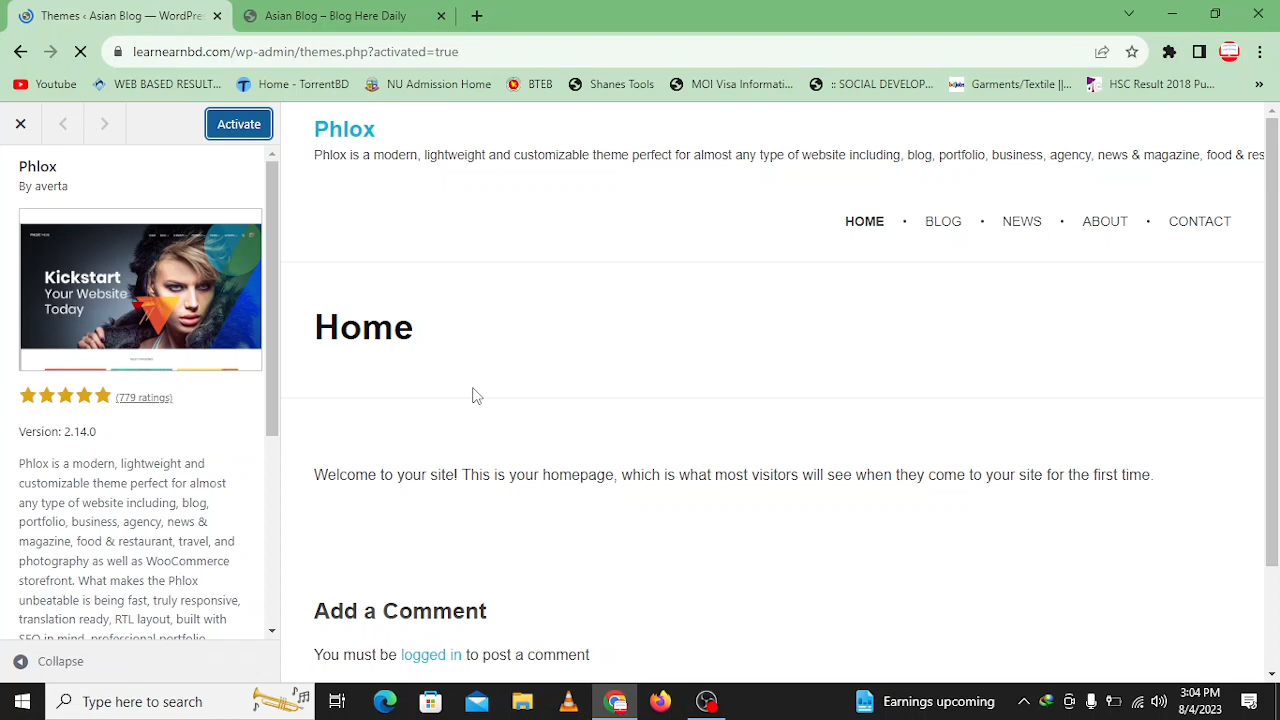 Themes ‹ Asian Blog — WordPre
Asian Blog – Blog Here Daily
learnearnbd.com/wp-admin/themes.php?activated=true
Youtube
WEB BASED RESULT...
Home - TorrentBD
NU Admission Home
BTEB
Shanes Tools
MOI Visa Informati...
:: SOCIAL DEVELOP...
Garments/Textile ||...
HSC Result 2018 Pu...
»
Activate
Phlox
By averta
Kickstart
Your Website
Today
(779 ratings)
Version: 2.14.0
Phlox is a modern, lightweight and
customizable theme perfect for almost
any type of website including, blog,
portfolio, business, agency, news &
magazine, food & restaurant, travel, and
photography as well as WooCommerce
storefront. What makes the Phlox
unbeatable is being fast, truly responsive,
translation ready, RTL layout, built with
SEO in mind, professional portfolio
Collapse
Phlox
Phlox is a modern, lightweight and customizable theme perfect for almost any type of website including, blog, portfolio, business, agency, news & magazine, food & res
HOME • BLOG • NEWS • ABOUT • CONTACT
Home
Welcome to your site! This is your homepage, which is what most visitors will see when they come to your site for the first time.
Add a Comment
You must be logged in to post a comment
Type here to search
Earnings upcoming
3:04 PM
8/4/2023